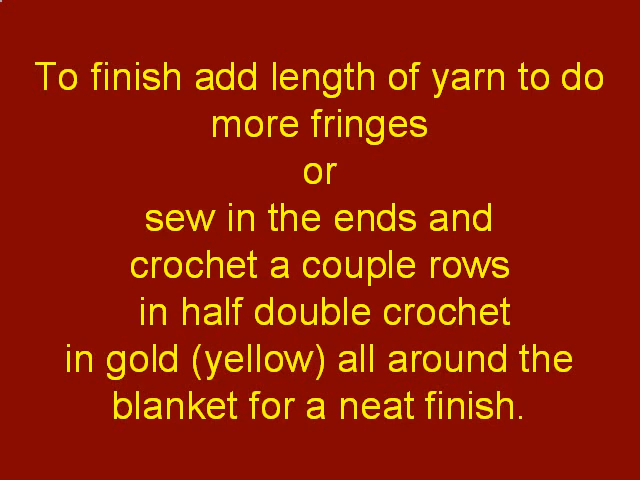 To finish add length of yarn to do
more fringes
or
sew in the ends and
crochet a couple rows
in half double crochet
in gold (yellow) all around the
blanket for a neat finish.